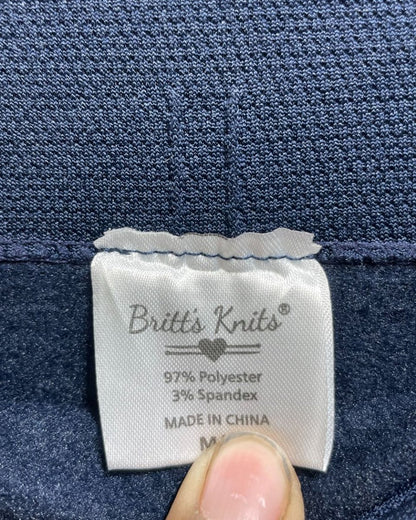 Britt's Knits®
97% Polyester
3% Spandex
MADE IN CHINA